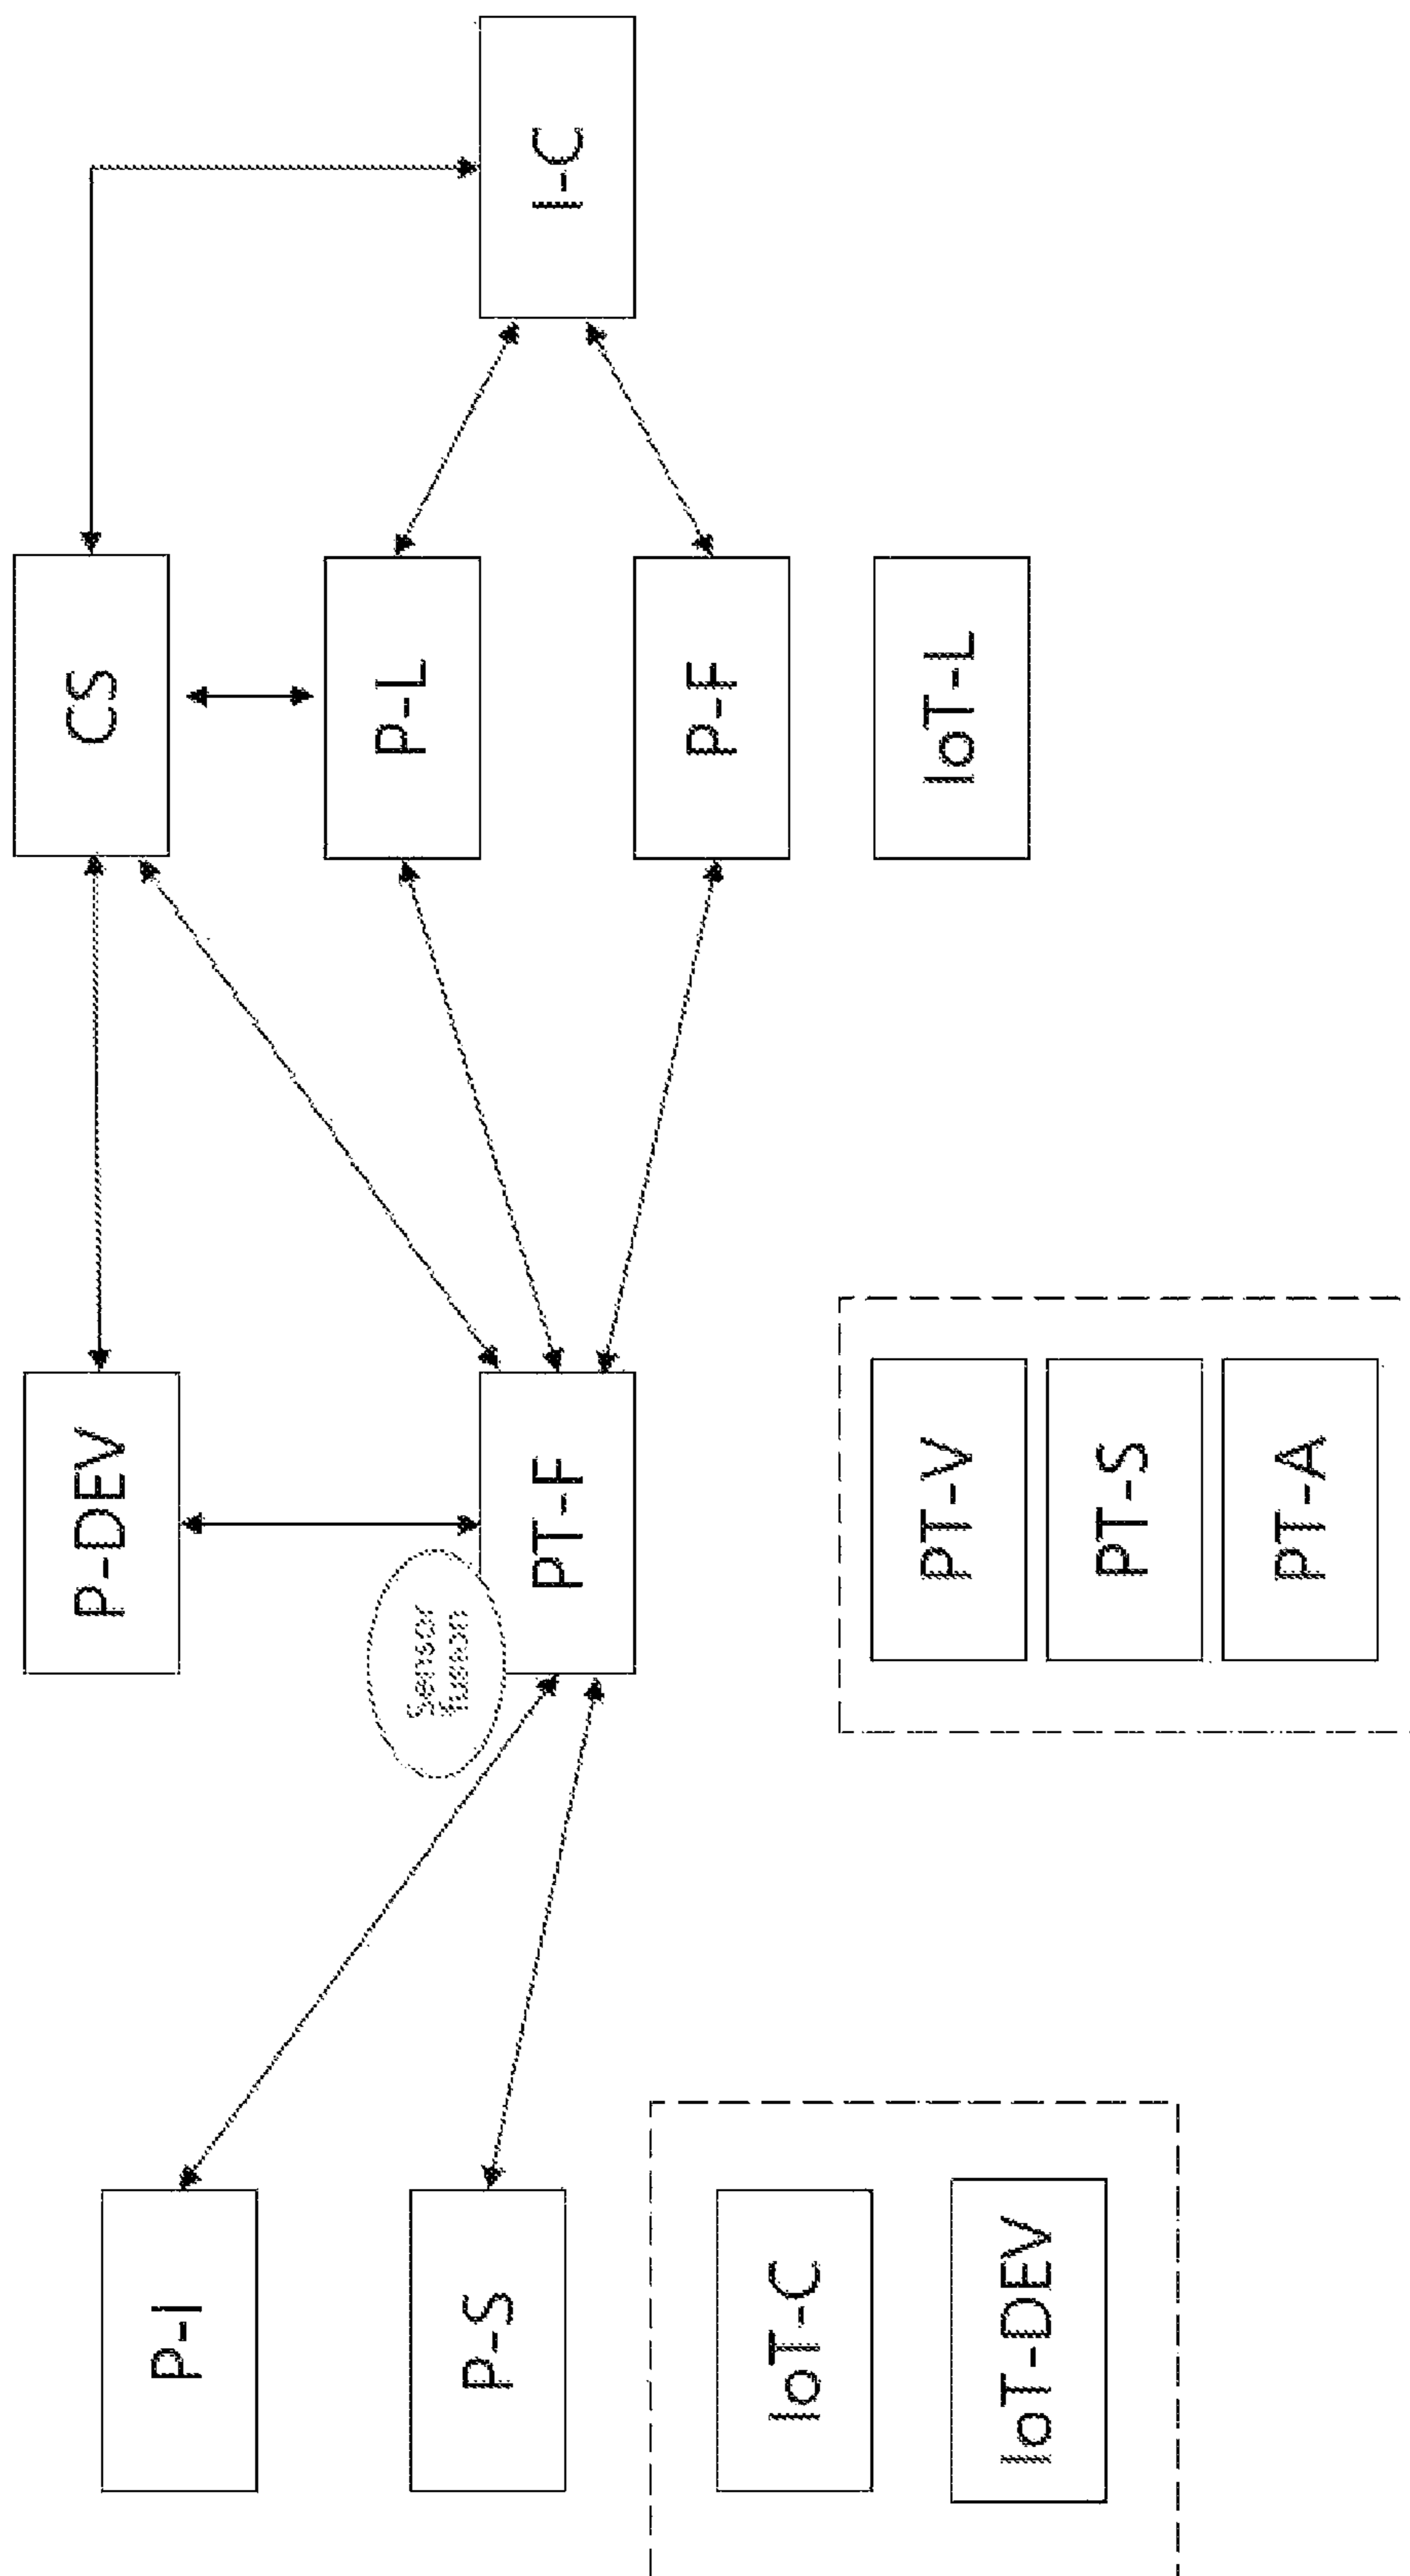 P-I
P-DEV
CS
P-S
Sensor
fusion
PT-F
P-L
I-C
P-F
IoT-C
IoT-DEV
PT-V
PT-S
PT-A
IoT-L